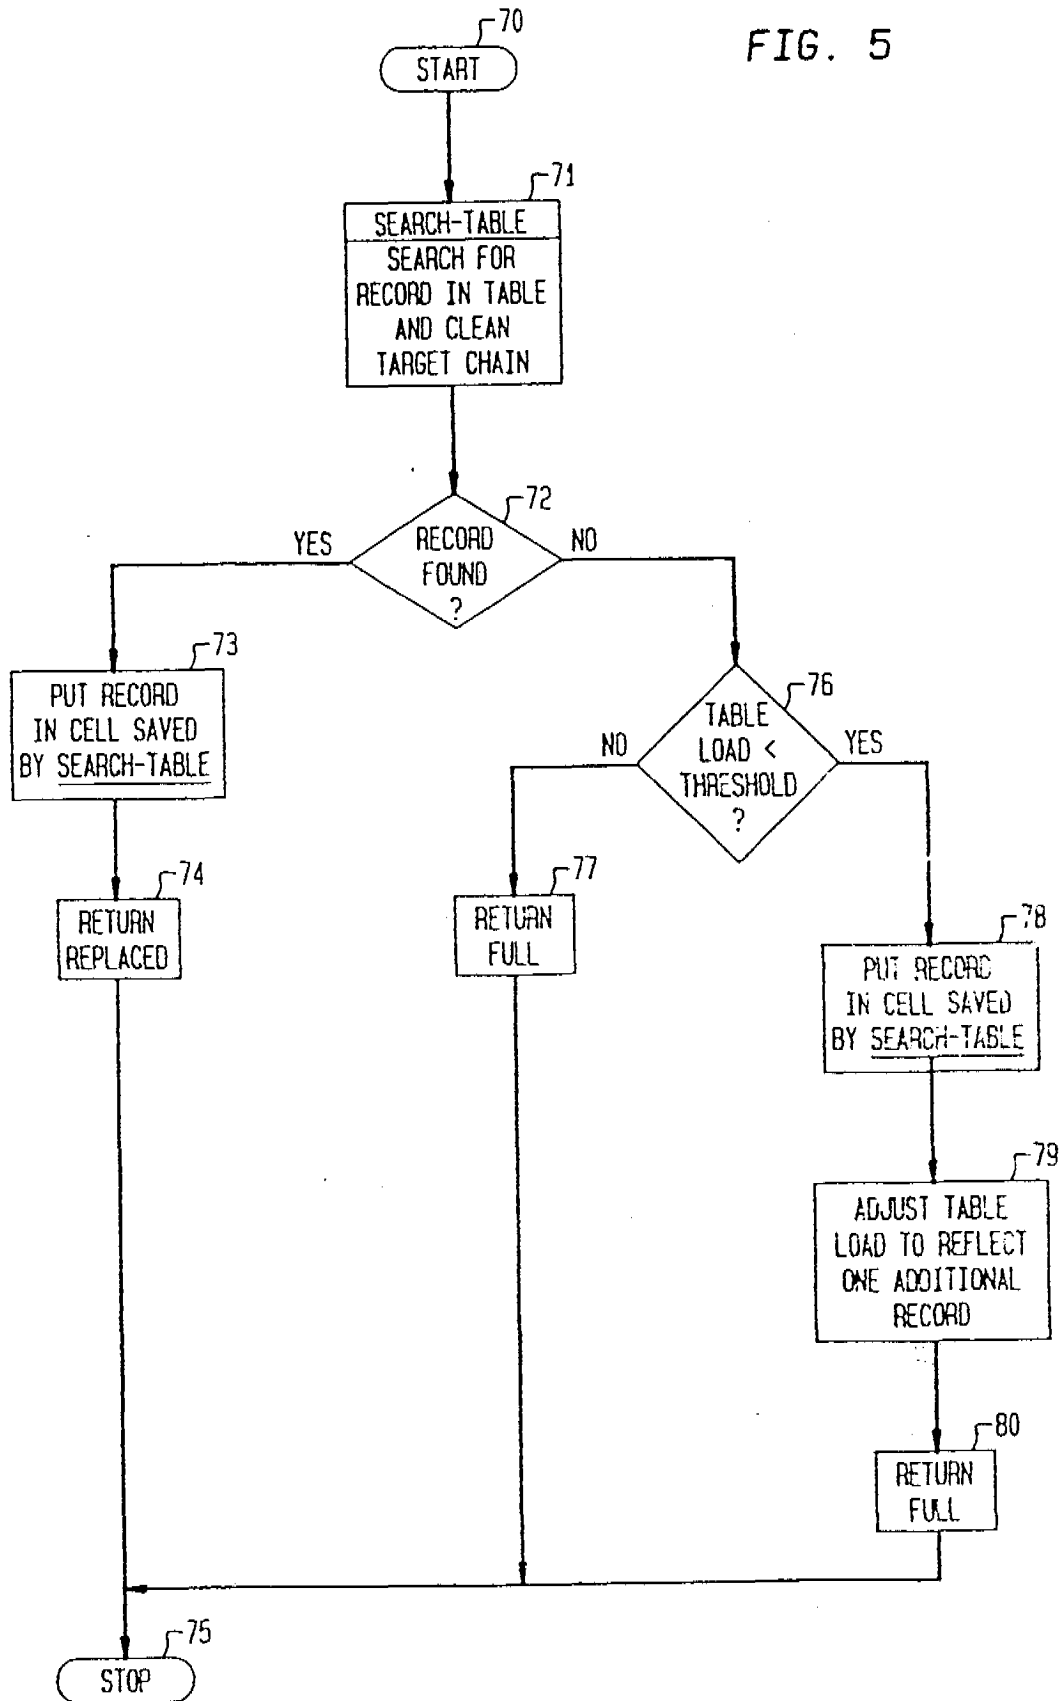 FIG. 5
70
START
71
SEARCH-TABLE
SEARCH FOR
RECORD IN TABLE
AND CLEAN
TARGET CHAIN
72
RECORD
FOUND
?
YES
NO
73
PUT RECORD
IN CELL SAVED
BY SEARCH-TABLE
74
RETURN
REPLACED
76
TABLE
LOAD <
THRESHOLD
?
NO
YES
77
RETURN
FULL
78
PUT RECORD
IN CELL SAVED
BY SEARCH-TABLE
79
ADJUST TABLE
LOAD TO REFLECT
ONE ADDITIONAL
RECORD
80
RETURN
FULL
75
STOP